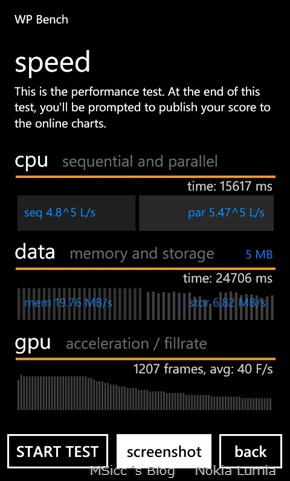 WP Bench
speed
This is the performance test. At the end of this
test, you'll be prompted to publish your score to
the online charts.
cpu sequential and parallel
time: 15617 ms
seq 4.8^5 L/s par 5.47^5 L/s
data memory and storage 5 MB
time: 24706 ms
mem 19.76 MB/s stor 6.82 MB/s
gpu acceleration / fillrate
1207 frames, avg: 40 F/s
START TEST screenshot back
MSicc´s Blog Nokia Lumia